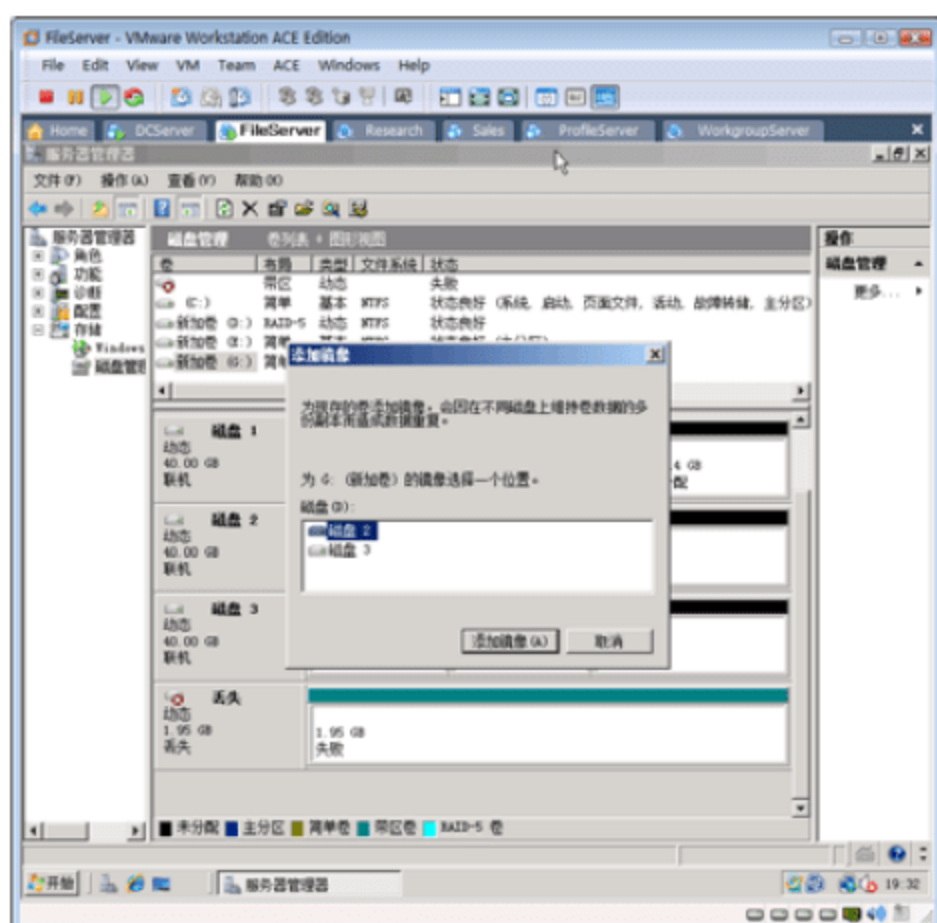 FileServer - VMware Workstation ACE Edition
File Edit View VM Team ACE Windows Help
Home DCServer FileServer Research Sales ProfileServer WorkgroupServer
服务器管理器
文件(F) 操作(A) 查看(V) 帮助(H)
服务器管理器 磁盘管理 卷列表 + 图形视图 操作
角色 卷 布局 类型 文件系统 状态 磁盘管理
功能 带区 动态 失败 更多...
诊断 (C:) 简单 基本 NTFS 状态良好 (系统, 启动, 页面文件, 活动, 故障转储, 主分区)
配置 新加卷 (D:) RAID-5 动态 NTFS 状态良好
存储 新加卷 (E:) 简单
Windows 新加卷 (G:)
磁盘管
添加镜像
为现存的卷添加镜像，会因在不同磁盘上维持卷数据的多
份副本而造成数据重复。
为 G: (新加卷) 的镜像选择一个位置。
磁盘(D):
磁盘 2
磁盘 3
添加镜像(A) 取消
磁盘 1
动态
40.00 GB
联机
磁盘 2
动态
40.00 GB
联机
磁盘 3
动态
40.00 GB
联机
丢失
动态
1.95 GB
丢失
1.95 GB
失败
未分配 主分区 简单卷 带区卷 RAID-5 卷
开始 服务器管理器 19:32